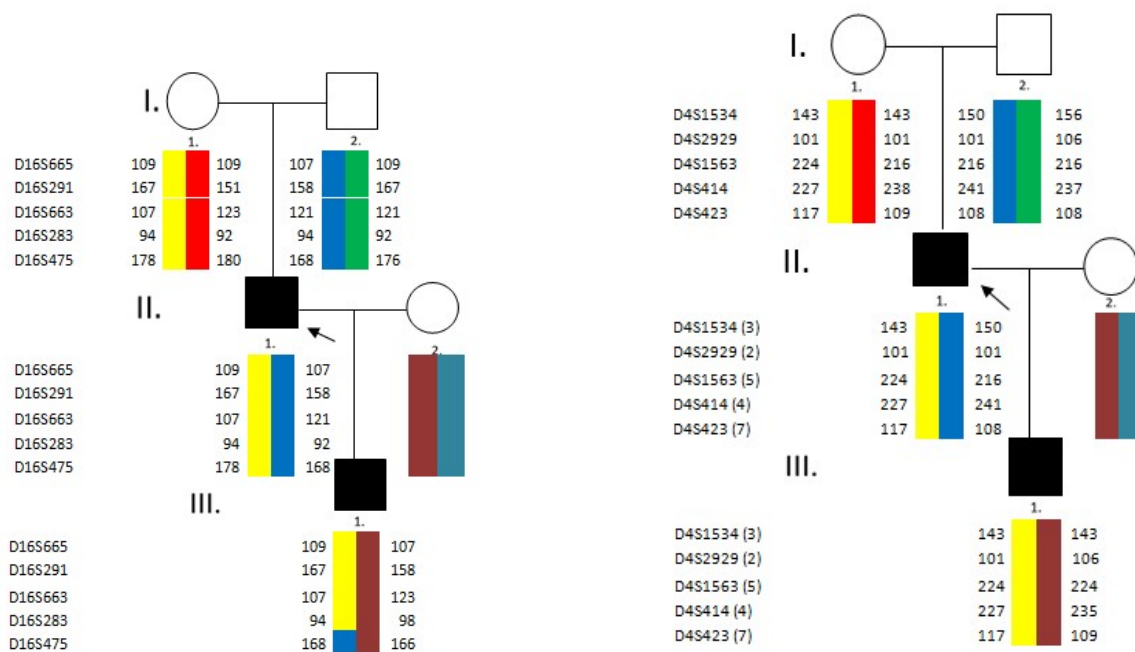 I.
1.
2.
D16S665 109 109 107 109
D16S291 167 151 158 167
D16S663 107 123 121 121
D16S283 94 92 94 92
D16S475 178 180 168 176
II.
1.
2.
D16S665 109 107
D16S291 167 158
D16S663 107 121
D16S283 94 92
D16S475 178 168
III.
1.
D16S665 109 107
D16S291 167 158
D16S663 107 123
D16S283 94 98
D16S475 168 166
I.
1.
2.
D4S1534 143 143 150 156
D4S2929 101 101 101 106
D4S1563 224 216 216 216
D4S414 227 238 241 237
D4S423 117 109 108 108
II.
1.
2.
D4S1534 (3) 143 150
D4S2929 (2) 101 101
D4S1563 (5) 224 216
D4S414 (4) 227 241
D4S423 (7) 117 108
III.
1.
D4S1534 (3) 143 143
D4S2929 (2) 101 106
D4S1563 (5) 224 224
D4S414 (4) 227 235
D4S423 (7) 117 109